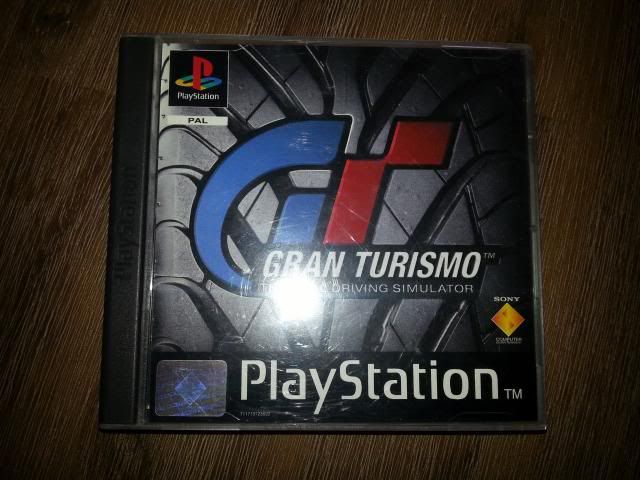 PlayStation
PAL
PlayStation
GRAN TURISMO™
DRIVING SIMULATOR
SONY
COMPUTER
PlayStation™